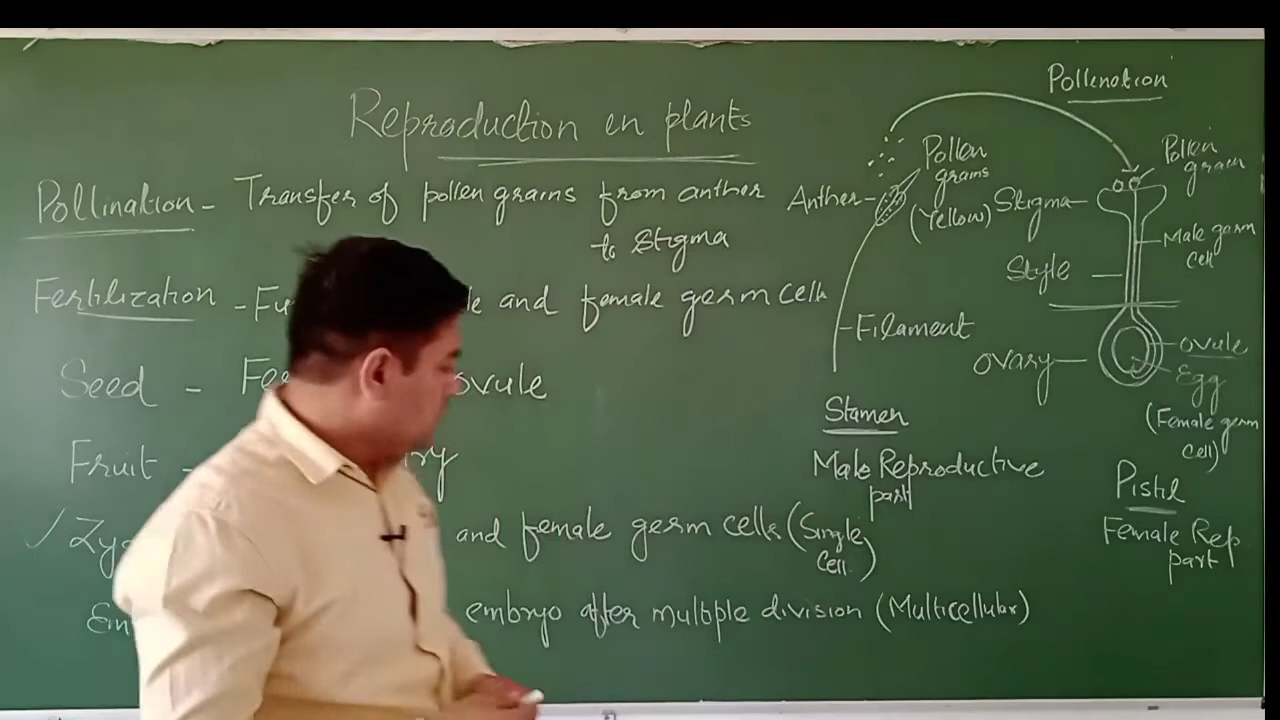 Reproduction in plants
Pollination - Transfer of pollen grains from anther
to Stigma
Fertilization - Fu and female germ cells
Seed - Fe ovule
Fruit - ry
✓ Zyg and female germ cells (Single
Cell)
Em embryo after multiple division (Multicellular)
Pollenation
Pollen
grains
(Yellow)
Anther
Filament
Stamen
Male Reproductive
part
Pollen
grain
Stigma
Male germ
cell
Style
Ovary
Ovule
Egg
(Female germ
cell)
Pistil
Female Rep
part